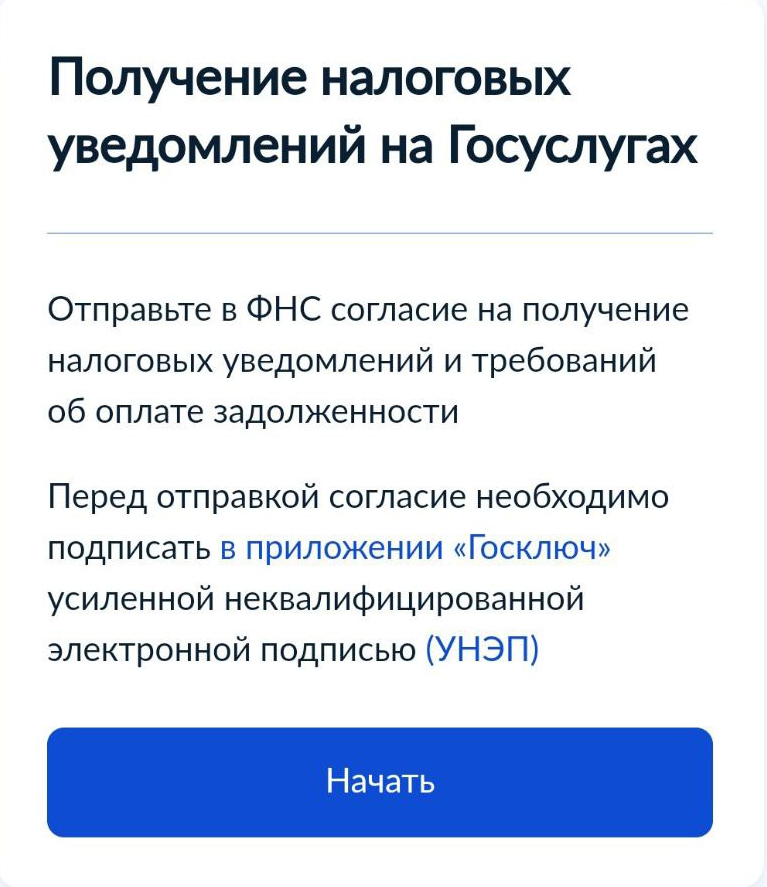 Получение налоговых
уведомлений на Госуслугах
Отправьте в ФНС согласие на получение
налоговых уведомлений и требований
об оплате задолженности
Перед отправкой согласие необходимо
подписать в приложении «Госключ»
усиленной неквалифицированной
электронной подписью (УНЭП)
Начать